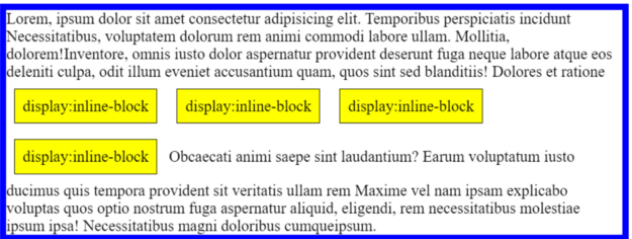 Lorem, ipsum dolor sit amet consectetur adipisicing elit. Temporibus perspiciatis incidunt
Necessitatibus, voluptatem dolorum rem animi commodi labore ullam. Mollitia,
dolorem!Inventore, omnis iusto dolor aspernatur provident deserunt fuga neque labore atque eos
deleniti culpa, odit illum eveniet accusantium quam, quos sint sed blanditiis! Dolores et ratione
display:inline-block display:inline-block display:inline-block
display:inline-block Obcaecati animi saepe sint laudantium? Earum voluptatum iusto
ducimus quis tempora provident sit veritatis ullam rem Maxime vel nam ipsam explicabo
voluptas quos optio nostrum fuga aspernatur aliquid, eligendi, rem necessitatibus molestiae
ipsum ipsa! Necessitatibus magni doloribus cumqueipsum.